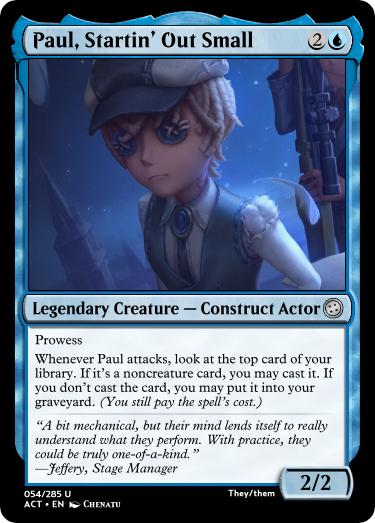 Paul, Startin' Out Small 2
Legendary Creature — Construct Actor
Prowess
Whenever Paul attacks, look at the top card of your
library. If it's a noncreature card, you may cast it. If
you don't cast the card, you may put it into your
graveyard. (You still pay the spell's cost.)
"A bit mechanical, but their mind lends itself to really
understand what they perform. With practice, they
could be truly one-of-a-kind."
—Jeffery, Stage Manager
2/2
054/285 U They/them
ACT • EN Chenatu